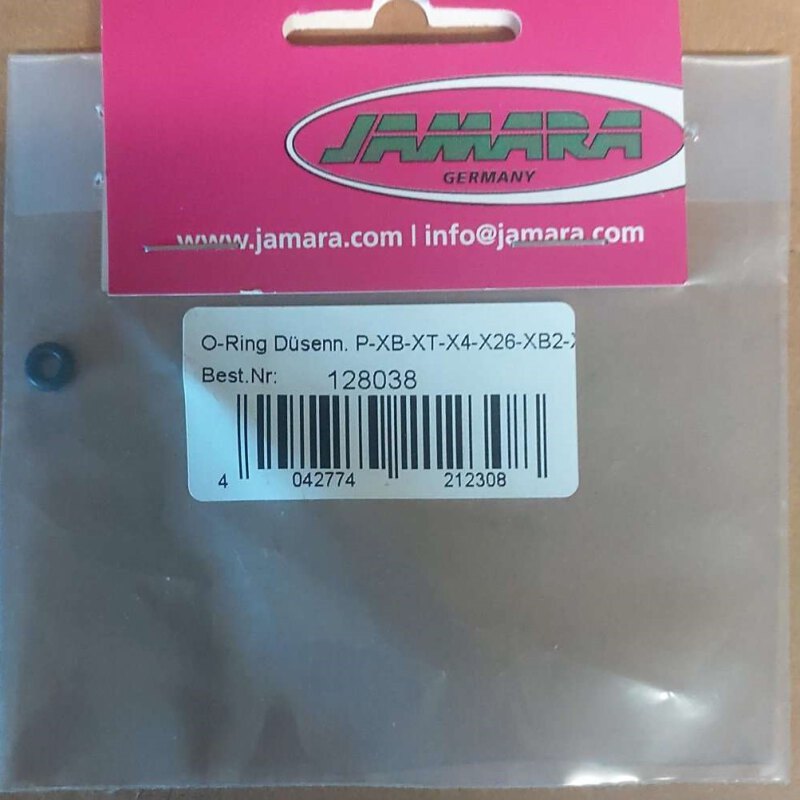 JAMARA
GERMANY
www.jamara.com | info@jamara.com
O-Ring Düsenn. P-XB-XT-X4-X26-XB2-X
Best.Nr: 128038
4 042774 212308